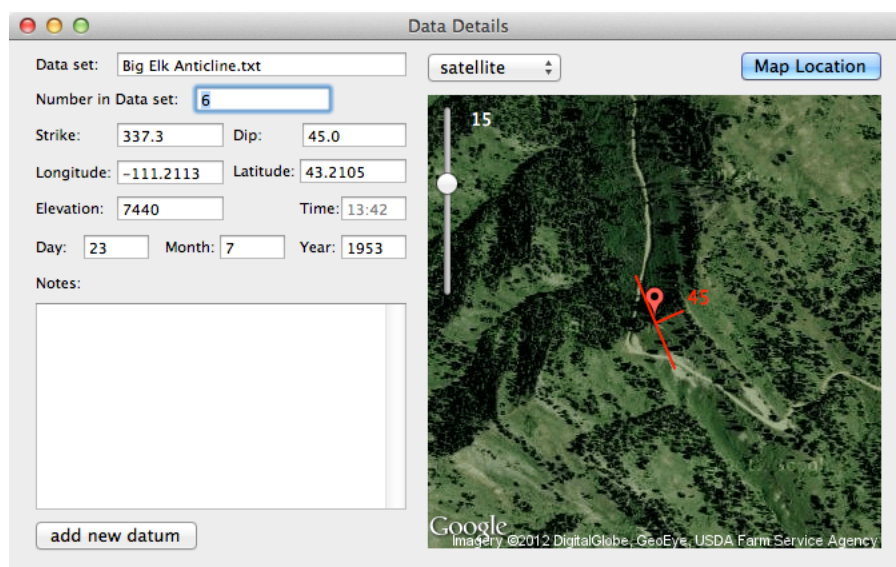 Data Details
Data set: Big Elk Anticline.txt
satellite
Map Location
Number in Data set: 6
Strike: 337.3 Dip: 45.0
Longitude: -111.2113 Latitude: 43.2105
Elevation: 7440 Time: 13:42
Day: 23 Month: 7 Year: 1953
Notes:
add new datum
15
45
Google
Imagery ©2012 DigitalGlobe, GeoEye, USDA Farm Service Agency